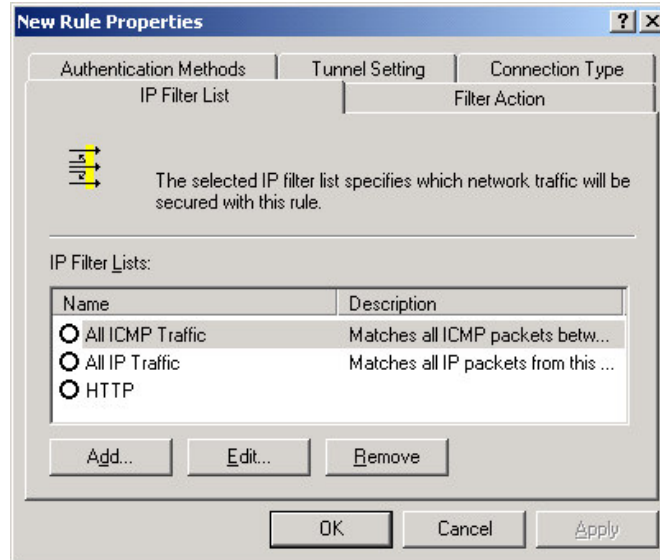 New Rule Properties
Authentication Methods Tunnel Setting Connection Type
IP Filter List Filter Action
The selected IP filter list specifies which network traffic will be
secured with this rule.
IP Filter Lists:
Name Description
All ICMP Traffic Matches all ICMP packets betw...
All IP Traffic Matches all IP packets from this ...
HTTP
Add... Edit... Remove
OK Cancel Apply